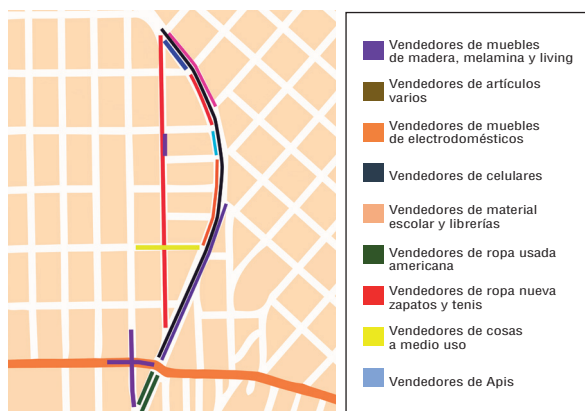 Vendedores de muebles
de madera, melamina y living
Vendedores de artículos
varios
Vendedores de muebles
de electrodomésticos
Vendedores de celulares
Vendedores de material
escolar y librerías
Vendedores de ropa usada
americana
Vendedores de ropa nueva
zapatos y tenis
Vendedores de cosas
a medio uso
Vendedores de Apis